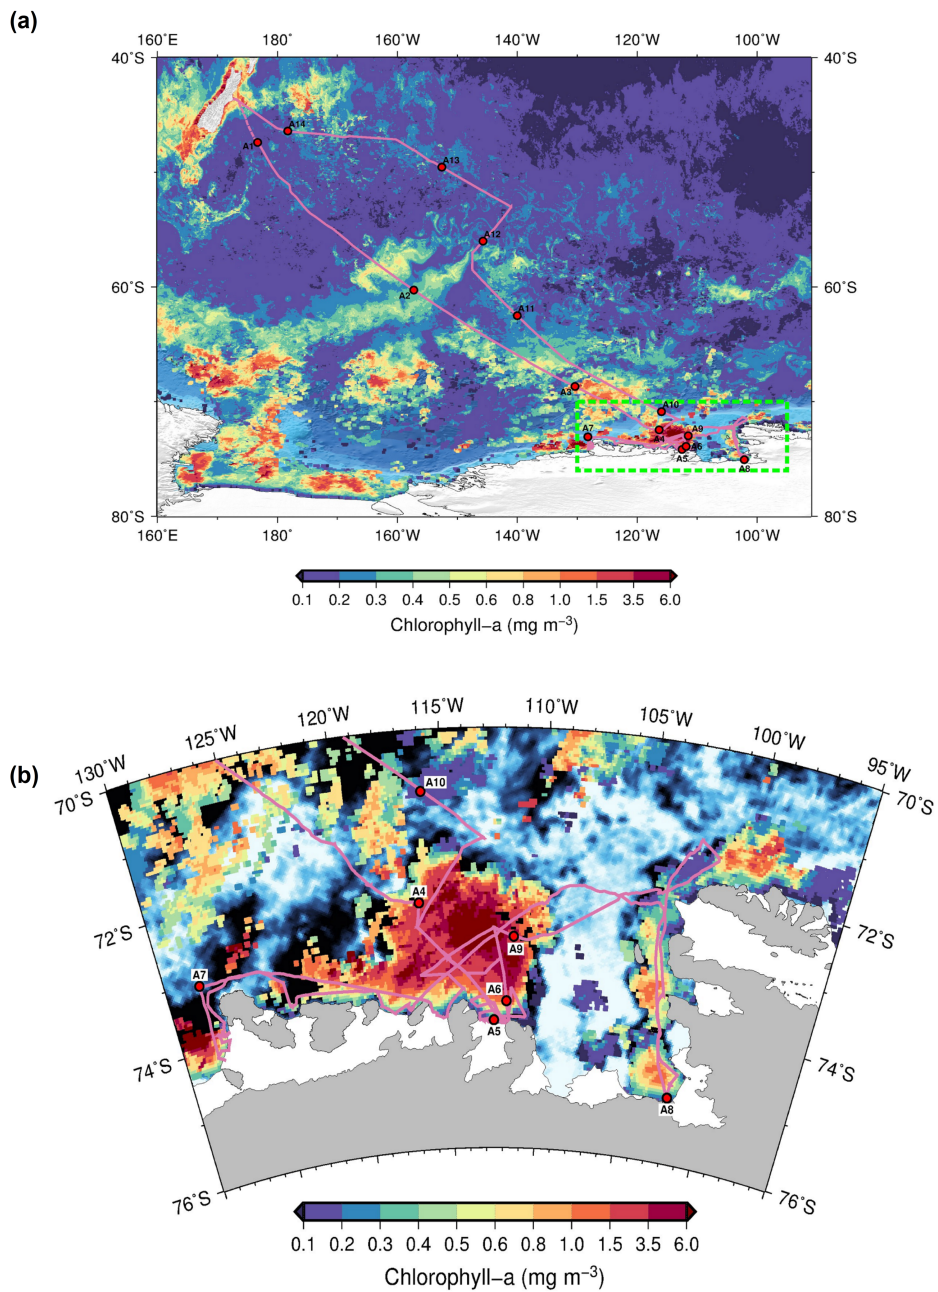 (a)
160˚E 180˚ 160˚W 140˚W 120˚W 100˚W
40˚S 40˚S
A14
A1
A13
A12
60˚S 60˚S
A2
A11
A3
A10
A7 A9
A4
A6
A5
A8
80˚S 80˚S
160˚E 180˚ 160˚W 140˚W 120˚W 100˚W
0.1 0.2 0.3 0.4 0.5 0.6 0.8 1.0 1.5 3.5 6.0
Chlorophyll−a (mg m−3)
(b)
130˚W 125˚W 120˚W 115˚W 110˚W 105˚W 100˚W 95˚W
70˚S 70˚S
A10
A4
72˚S 72˚S
A9
A7
A6
A5
74˚S 74˚S
A8
76˚S 76˚S
0.1 0.2 0.3 0.4 0.5 0.6 0.8 1.0 1.5 3.5 6.0
Chlorophyll−a (mg m−3)